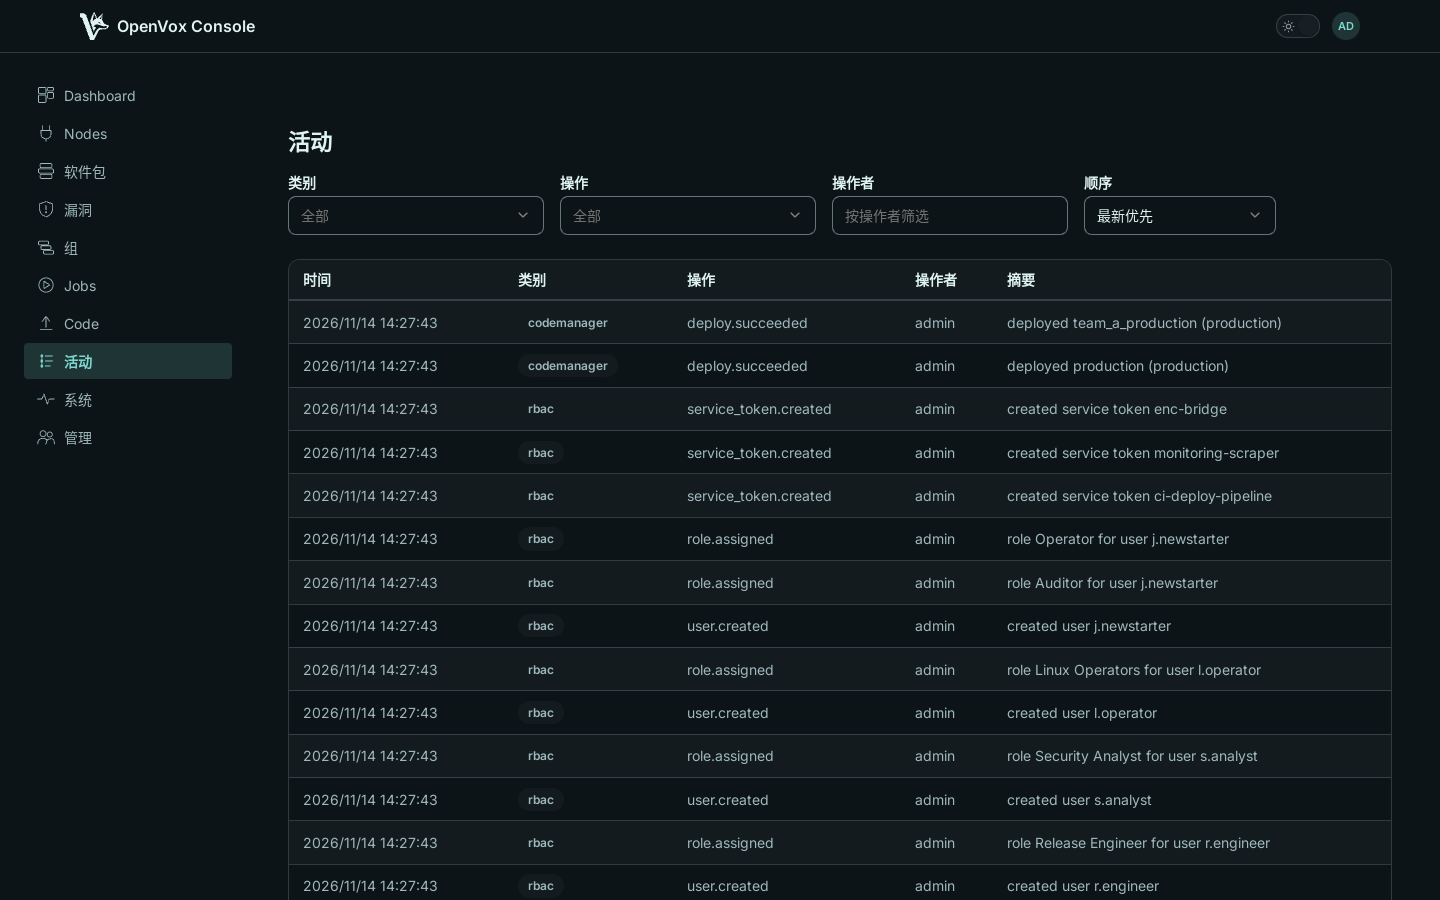 OpenVox Console
AD
Dashboard
Nodes
软件包
漏洞
组
Jobs
Code
活动
系统
管理
活动
类别 操作 操作者 顺序
全部 全部 按操作者筛选 最新优先
时间 类别 操作 操作者 摘要
2026/11/14 14:27:43 codemanager deploy.succeeded admin deployed team_a_production (production)
2026/11/14 14:27:43 codemanager deploy.succeeded admin deployed production (production)
2026/11/14 14:27:43 rbac service_token.created admin created service token enc-bridge
2026/11/14 14:27:43 rbac service_token.created admin created service token monitoring-scraper
2026/11/14 14:27:43 rbac service_token.created admin created service token ci-deploy-pipeline
2026/11/14 14:27:43 rbac role.assigned admin role Operator for user j.newstarter
2026/11/14 14:27:43 rbac role.assigned admin role Auditor for user j.newstarter
2026/11/14 14:27:43 rbac user.created admin created user j.newstarter
2026/11/14 14:27:43 rbac role.assigned admin role Linux Operators for user l.operator
2026/11/14 14:27:43 rbac user.created admin created user l.operator
2026/11/14 14:27:43 rbac role.assigned admin role Security Analyst for user s.analyst
2026/11/14 14:27:43 rbac user.created admin created user s.analyst
2026/11/14 14:27:43 rbac role.assigned admin role Release Engineer for user r.engineer
2026/11/14 14:27:43 rbac user.created admin created user r.engineer